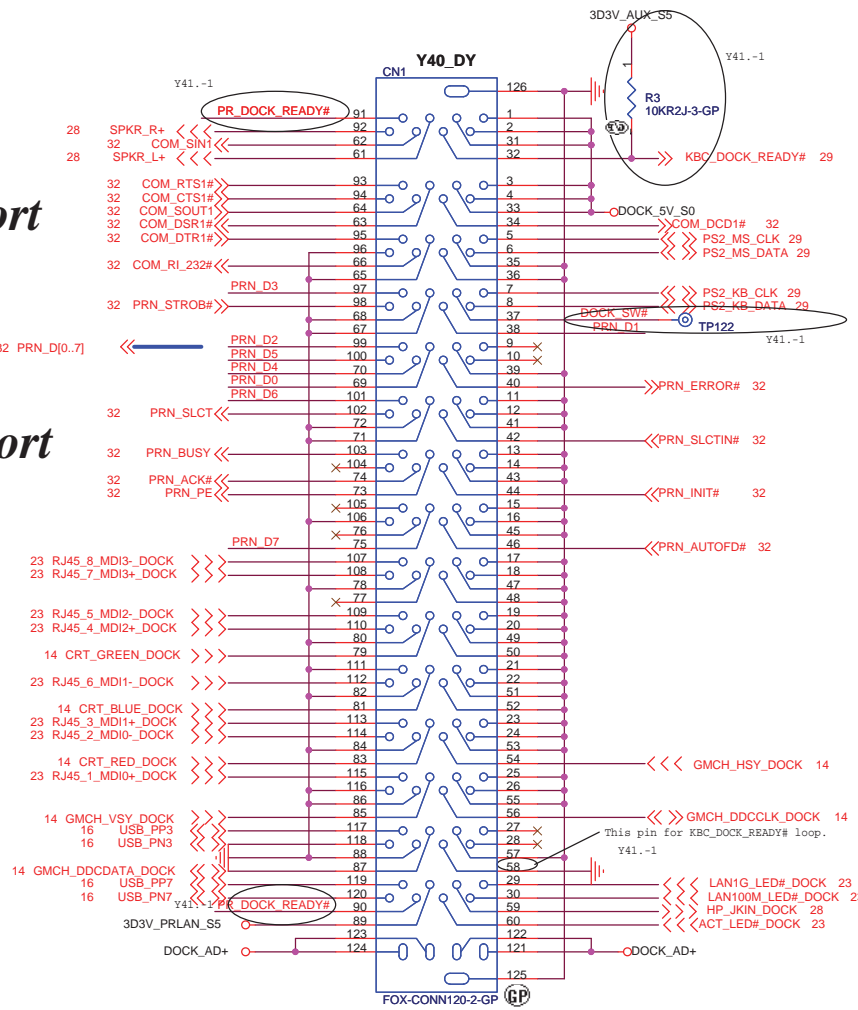 3D3V_AUX_S5
Y40_DY
CN1
Y41.-1
Y41.-1
126
R3
10KR2J-3-GP
1
PR_DOCK_READY# 91 1
28 SPKR_R+ 92 2
32 COM_SIN1 62 31
28 SPKR_L+ 61 32 KBC_DOCK_READY# 29
32 COM_RTS1# 93 3
32 COM_CTS1# 94 4
32 COM_SOUT1 64 33 DOCK_5V_S0
ort
32 COM_DSR1# 63 34 COM_DCD1# 32
32 COM_DTR1# 95 5 PS2_MS_CLK 29
96 6 PS2_MS_DATA 29
32 COM_RI_232# 66 35
65 36
PRN_D3 97 7 PS2_KB_CLK 29
32 PRN_STROB# 98 8 PS2_KB_DATA 29
68 37 DOCK_SW# TP122
67 38 PRN_D1
Y41.-1
32 PRN_D[0..7]
PRN_D2 99 9
PRN_D5 100 10
PRN_D4 70 39
PRN_D0 69 40 PRN_ERROR# 32
PRN_D6 101 11
32 PRN_SLCT 102 12
72 41
ort
71 42 PRN_SLCTIN# 32
32 PRN_BUSY 103 13
104 14
32 PRN_ACK# 74 43
32 PRN_PE 73 44 PRN_INIT# 32
105 15
106 16
76 45
PRN_D7 75 46 PRN_AUTOFD# 32
23 RJ45_8_MDI3-_DOCK 107 17
23 RJ45_7_MDI3+_DOCK 108 18
78 47
77 48
23 RJ45_5_MDI2-_DOCK 109 19
23 RJ45_4_MDI2+_DOCK 110 20
80 49
14 CRT_GREEN_DOCK 79 50
111 21
23 RJ45_6_MDI1-_DOCK 112 22
82 51
14 CRT_BLUE_DOCK 81 52
23 RJ45_3_MDI1+_DOCK 113 23
23 RJ45_2_MDI0-_DOCK 114 24
84 53
14 CRT_RED_DOCK 83 54 GMCH_HSY_DOCK 14
23 RJ45_1_MDI0+_DOCK 115 25
116 26
86 55
14 GMCH_VSY_DOCK 85 56 GMCH_DDCCLK_DOCK 14
16 USB_PP3 117 27
16 USB_PN3 118 28
This pin for KBC_DOCK_READY# loop.
Y41.-1
88 57
14 GMCH_DDCDATA_DOCK 87 58
16 USB_PP7 119 29 LAN1G_LED#_DOCK 23
16 USB_PN7 120 30 LAN100M_LED#_DOCK 2
Y41.-1 PR_DOCK_READY# 90 59 HP_JKIN_DOCK 28
3D3V_PRLAN_S5 89 60 ACT_LED#_DOCK 23
123 122
DOCK_AD+ 124 121 DOCK_AD+
125
FOX-CONN120-2-GP GP